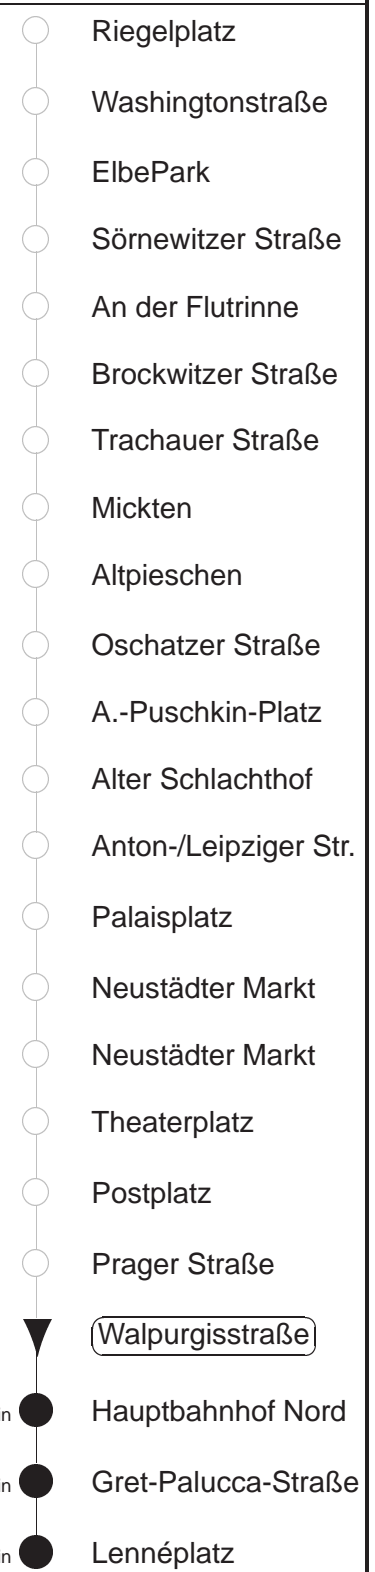 Riegelplatz
Washingtonstraße
ElbePark
Sörnewitzer Straße
An der Flutrinne
Brockwitzer Straße
Trachauer Straße
Mickten
Altpieschen
Oschatzer Straße
A.-Puschkin-Platz
Alter Schlachthof
Anton-/Leipziger Str.
Palaisplatz
Neustädter Markt
Neustädter Markt
Theaterplatz
Postplatz
Prager Straße
Walpurgisstraße
Hauptbahnhof Nord
Gret-Palucca-Straße
Lennéplatz